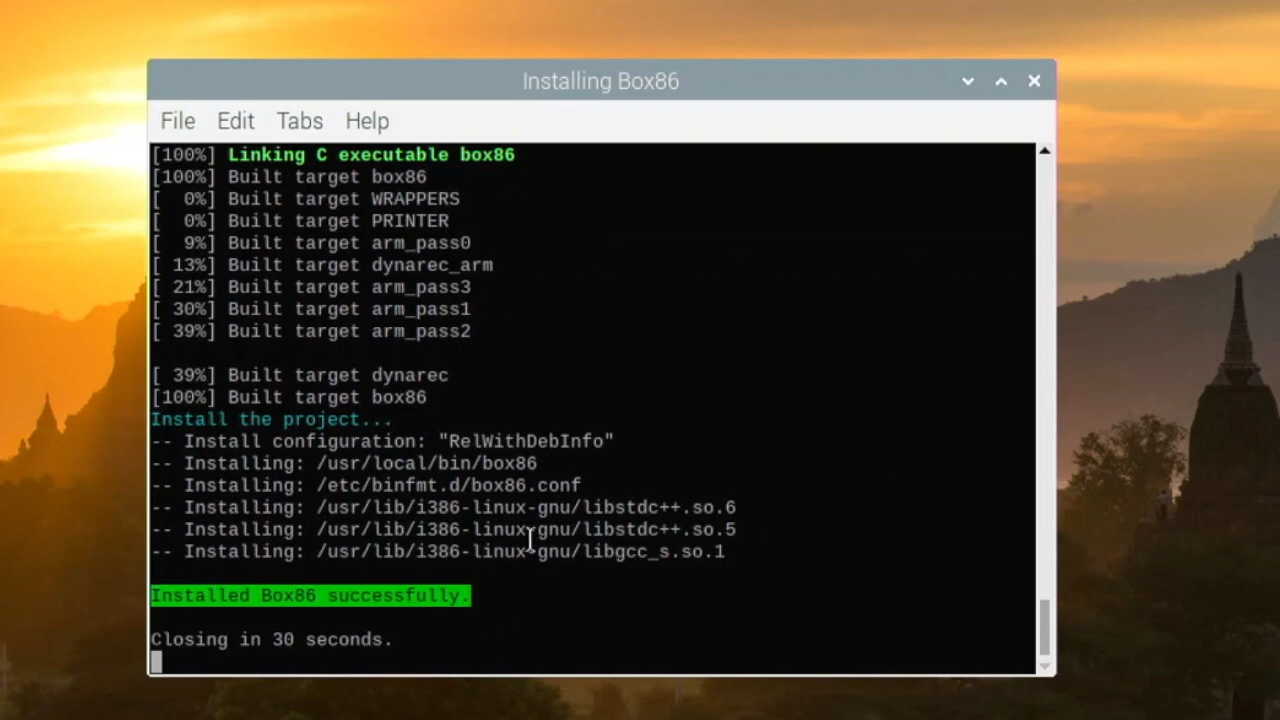 Installing Box86
File Edit Tabs Help
[100%] Linking C executable box86
[100%] Built target box86
[  0%] Built target WRAPPERS
[  0%] Built target PRINTER
[  9%] Built target arm_pass0
[ 13%] Built target dynarec_arm
[ 21%] Built target arm_pass3
[ 30%] Built target arm_pass1
[ 39%] Built target arm_pass2
[ 39%] Built target dynarec
[100%] Built target box86
Install the project...
-- Install configuration: "RelWithDebInfo"
-- Installing: /usr/local/bin/box86
-- Installing: /etc/binfmt.d/box86.conf
-- Installing: /usr/lib/i386-linux-gnu/libstdc++.so.6
-- Installing: /usr/lib/i386-linux-gnu/libstdc++.so.5
-- Installing: /usr/lib/i386-linux-gnu/libgcc_s.so.1
Installed Box86 successfully.
Closing in 30 seconds.